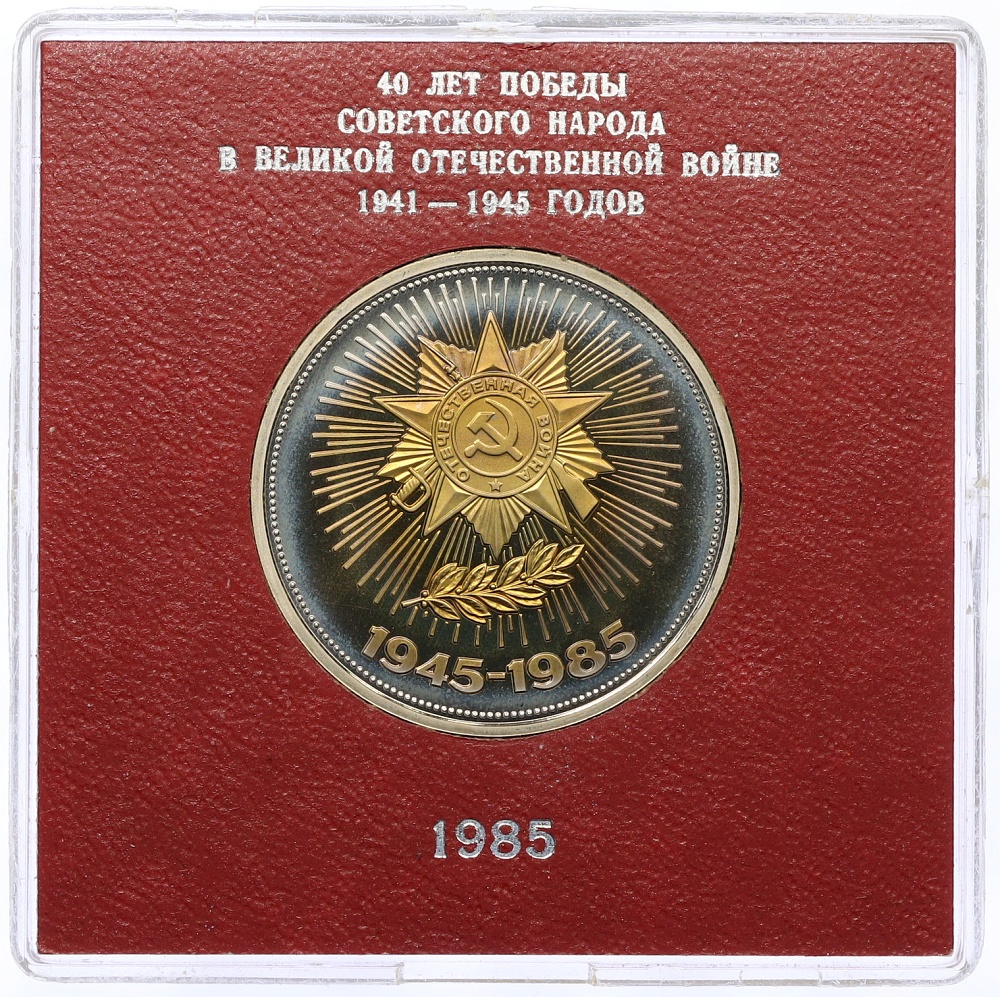 40 ЛЕТ ПОБЕДЫ
СОВЕТСКОГО НАРОДА
В ВЕЛИКОЙ ОТЕЧЕСТВЕННОЙ ВОЙНЕ
1941 — 1945 ГОДОВ
ОТЕЧЕСТВЕННАЯ ВОЙНА
1945-1985
1985